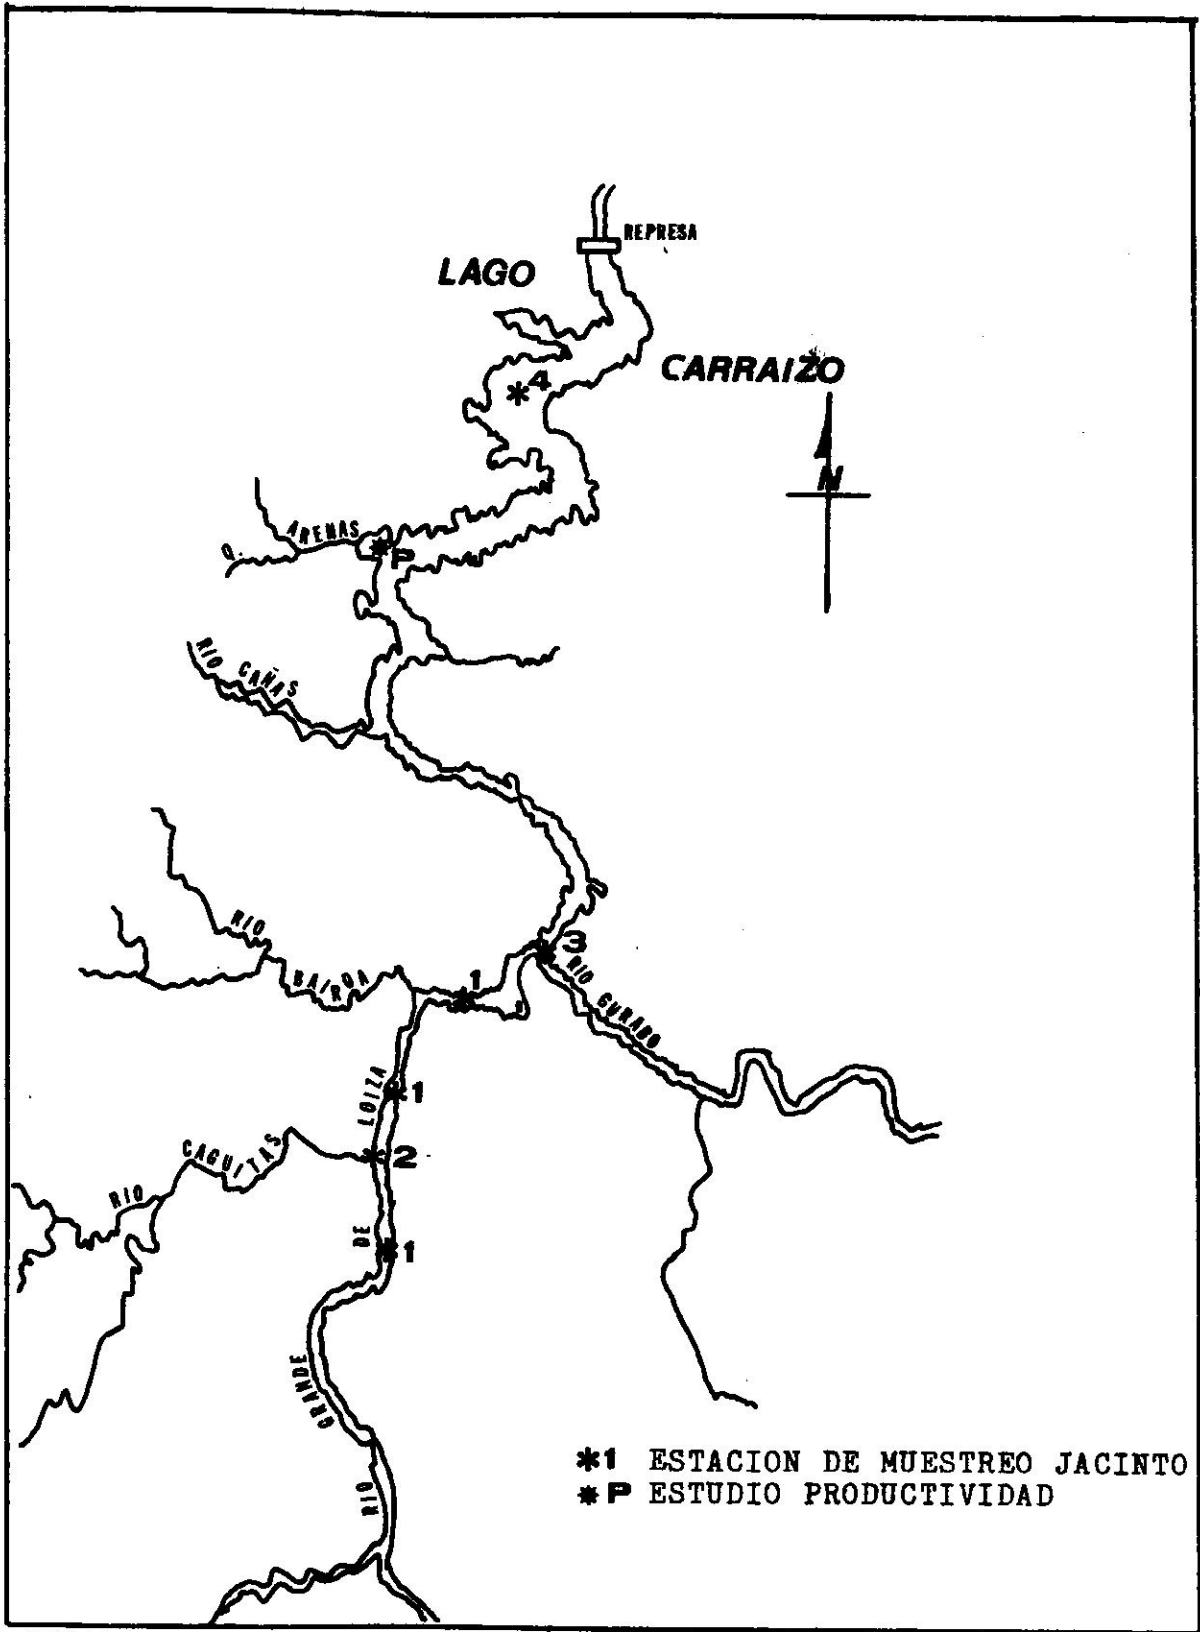 REPRESA
LAGO
CARRAIZO
*4
N
Q. ARENAS
*P
RIO CAÑAS
RIO BAIROA
*3
*1
RIO GURABO
*1
*2
RIO CAGUITAS
*1
RIO GRANDE DE LOIZA
*1 ESTACION DE MUESTREO JACINTO
*P ESTUDIO PRODUCTIVIDAD